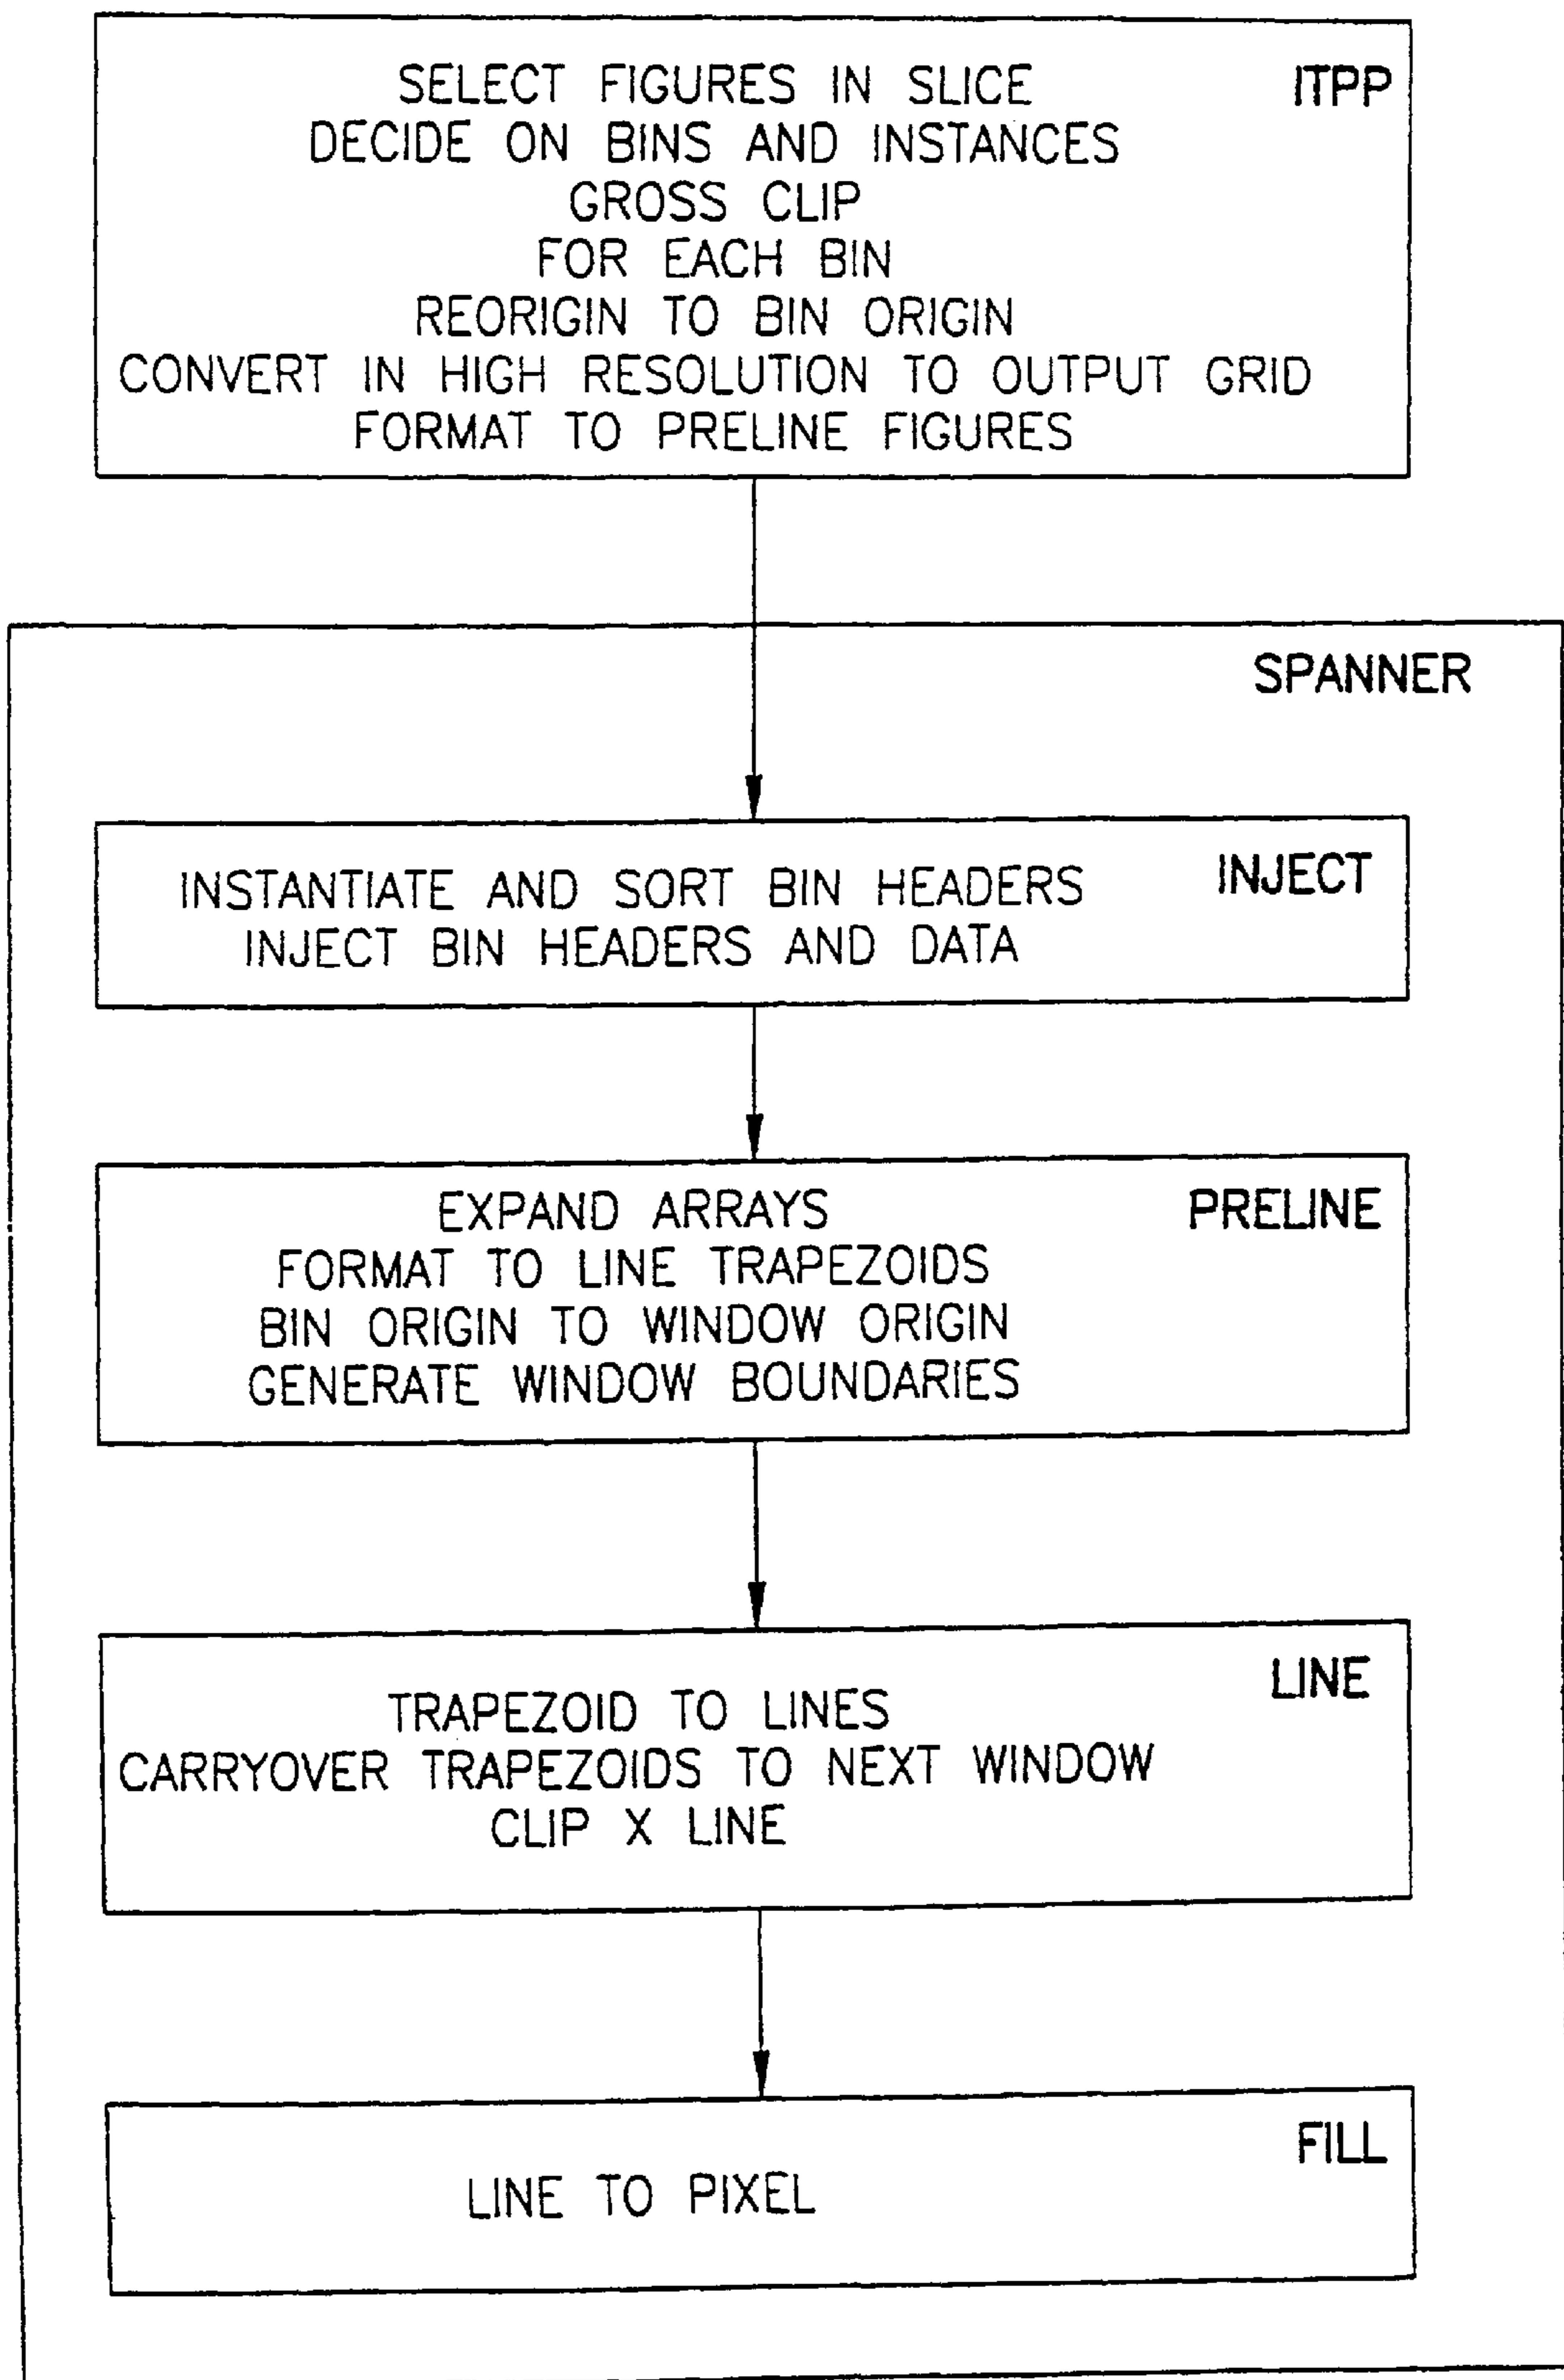 SELECT FIGURES IN SLICE ITPP
DECIDE ON BINS AND INSTANCES
GROSS CLIP
FOR EACH BIN
REORIGIN TO BIN ORIGIN
CONVERT IN HIGH RESOLUTION TO OUTPUT GRID
FORMAT TO PRELINE FIGURES
SPANNER
INSTANTIATE AND SORT BIN HEADERS INJECT
INJECT BIN HEADERS AND DATA
EXPAND ARRAYS PRELINE
FORMAT TO LINE TRAPEZOIDS
BIN ORIGIN TO WINDOW ORIGIN
GENERATE WINDOW BOUNDARIES
LINE
TRAPEZOID TO LINES
CARRYOVER TRAPEZOIDS TO NEXT WINDOW
CLIP X LINE
FILL
LINE TO PIXEL